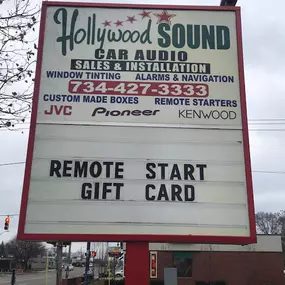 Hollywood SOUND
CAR AUDIO
SALES & INSTALLATION
WINDOW TINTING ALARMS & NAVIGATION
734-427-3333
CUSTOM MADE BOXES REMOTE STARTERS
JVC Pioneer KENWOOD
REMOTE START
GIFT CARD